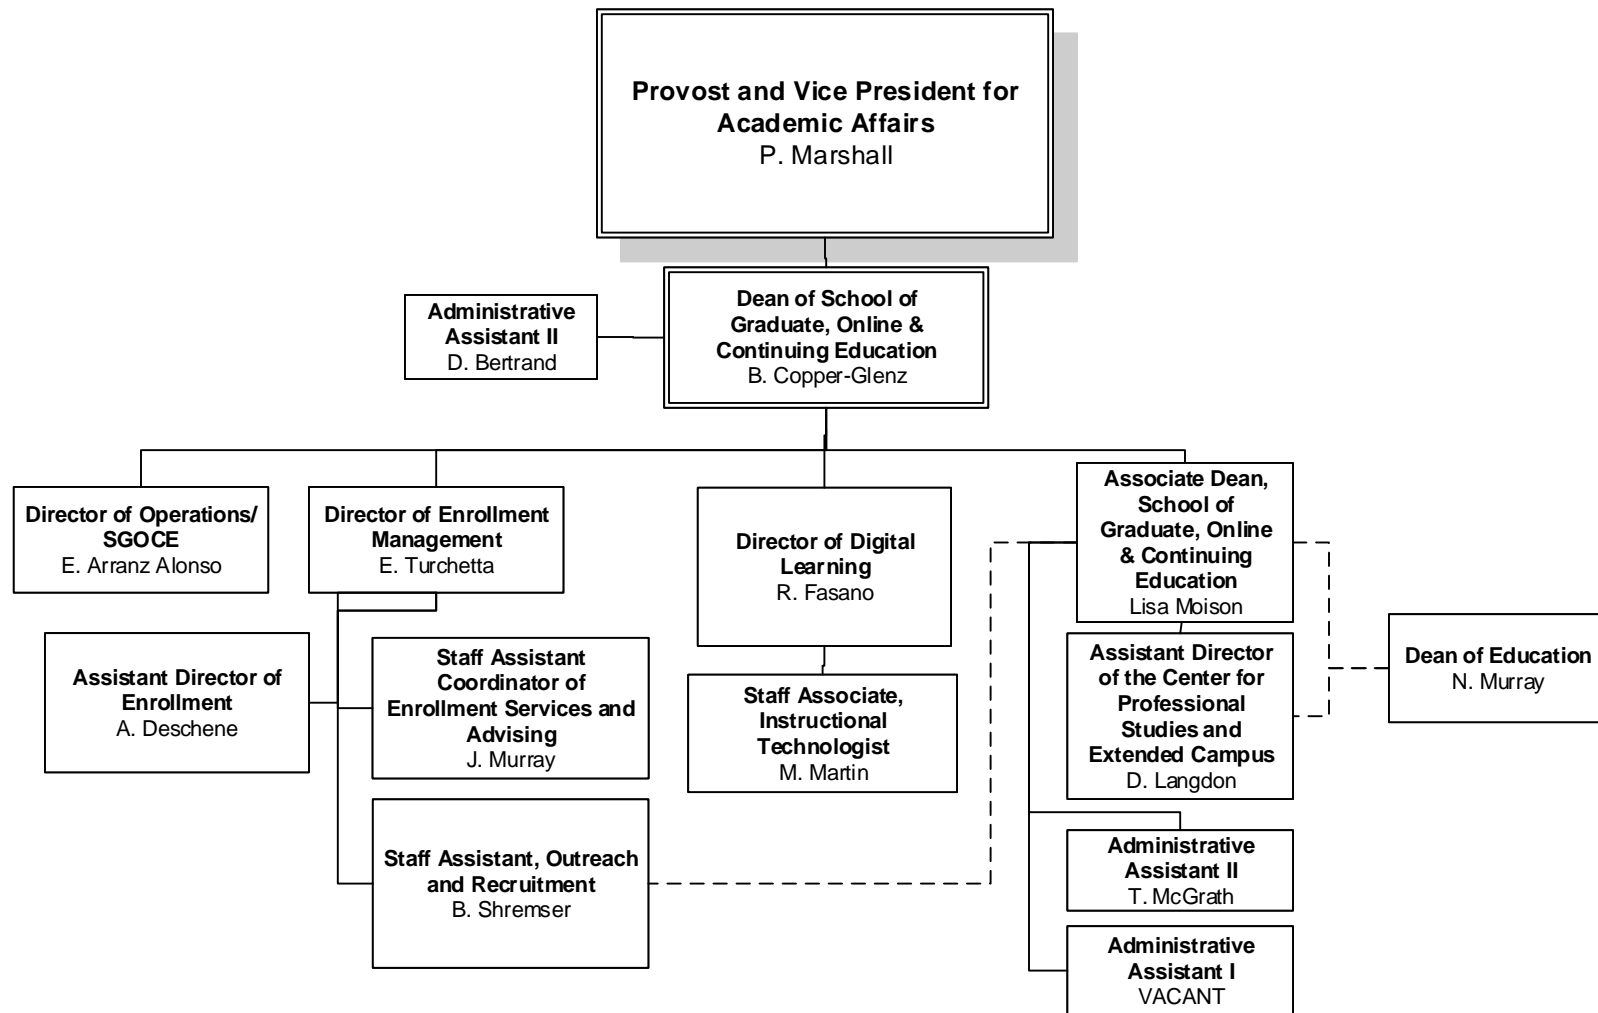 Provost and Vice President for
Academic Affairs
P. Marshall
Administrative
Assistant II
D. Bertrand
Dean of School of
Graduate, Online &
Continuing Education
B. Copper-Glenz
Director of Operations/
SGOCE
E. Arranz Alonso
Director of Enrollment
Management
E. Turchetta
Director of Digital
Learning
R. Fasano
Associate Dean,
School of
Graduate, Online
& Continuing
Education
Lisa Moison
Assistant Director of
Enrollment
A. Deschene
Staff Assistant
Coordinator of
Enrollment Services and
Advising
J. Murray
Staff Associate,
Instructional
Technologist
M. Martin
Assistant Director
of the Center for
Professional
Studies and
Extended Campus
D. Langdon
Dean of Education
N. Murray
Staff Assistant, Outreach
and Recruitment
B. Shremser
Administrative
Assistant II
T. McGrath
Administrative
Assistant I
VACANT